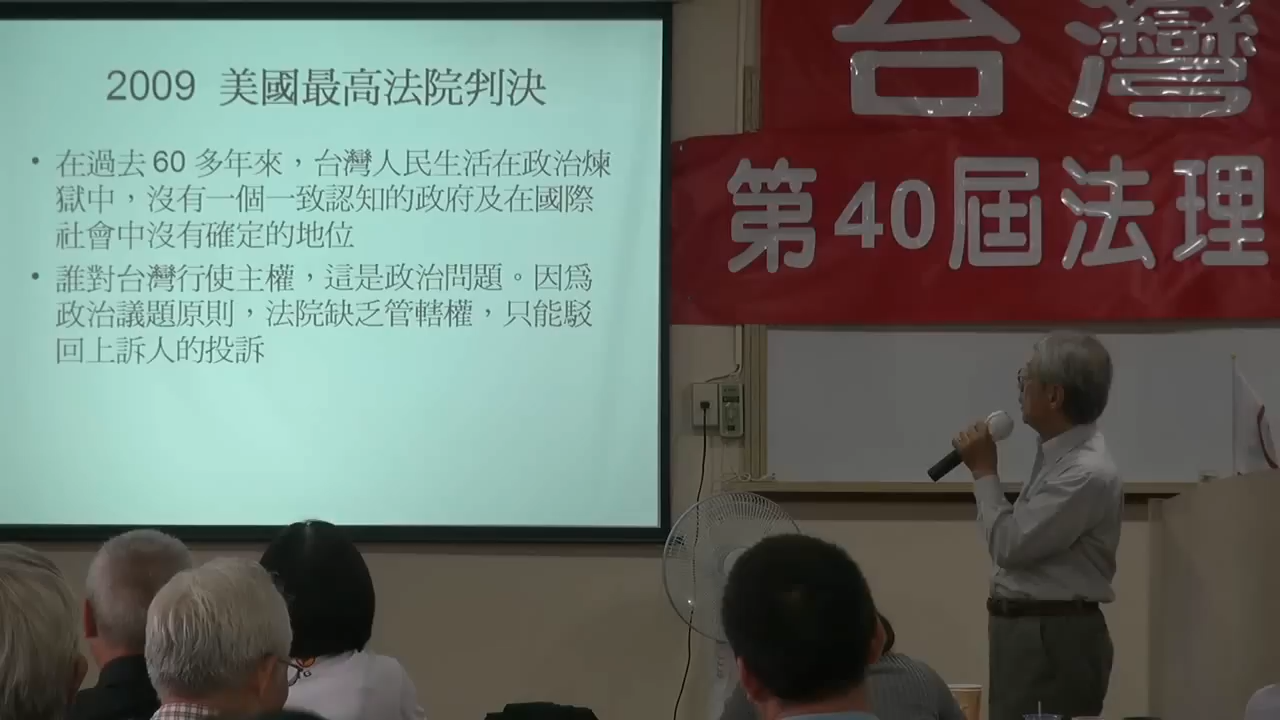 2009 美國最高法院判決
• 在過去 60 多年來，台灣人民生活在政治煉
獄中，沒有一個一致認知的政府及在國際
社會中沒有確定的地位
• 誰對台灣行使主權，這是政治問題。因爲
政治議題原則，法院缺乏管轄權，只能駁
回上訴人的投訴
台灣
第40屆法理